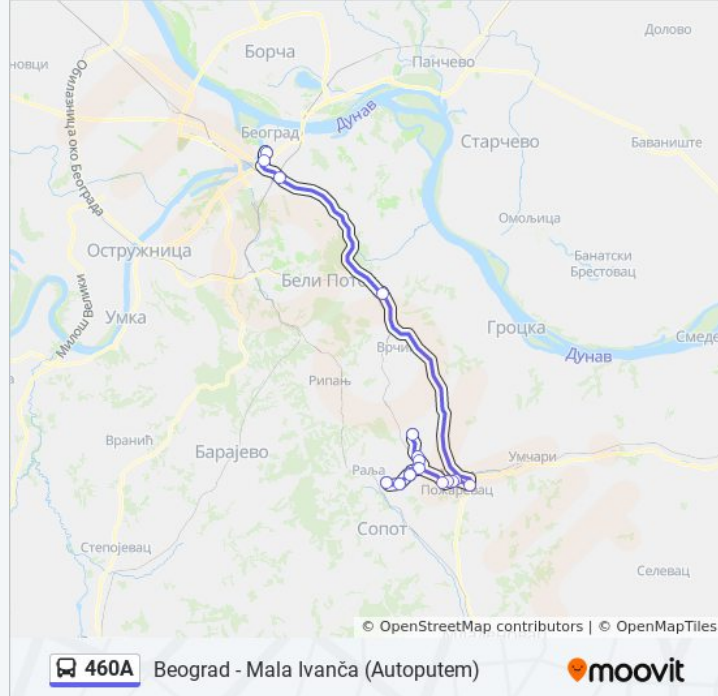 Долово
Борча
Панчево
новци
Дунав
Обилазница око Београда
Београд
Старчево
Баваниште
Омољица
Остружница
Банатски
Брестовац
Бели Пото
Милош Велики
Умка
Гроцка
Смеде
Дунав
Врчин
Рипањ
Вранић
Барајево
Умчари
Раља
Пожаревац
Сопот
Степојевац
Селевац
© OpenStreetMap contributors | © OpenMapTiles
460A Beograd - Mala Ivanča (Autoputem)
moovit